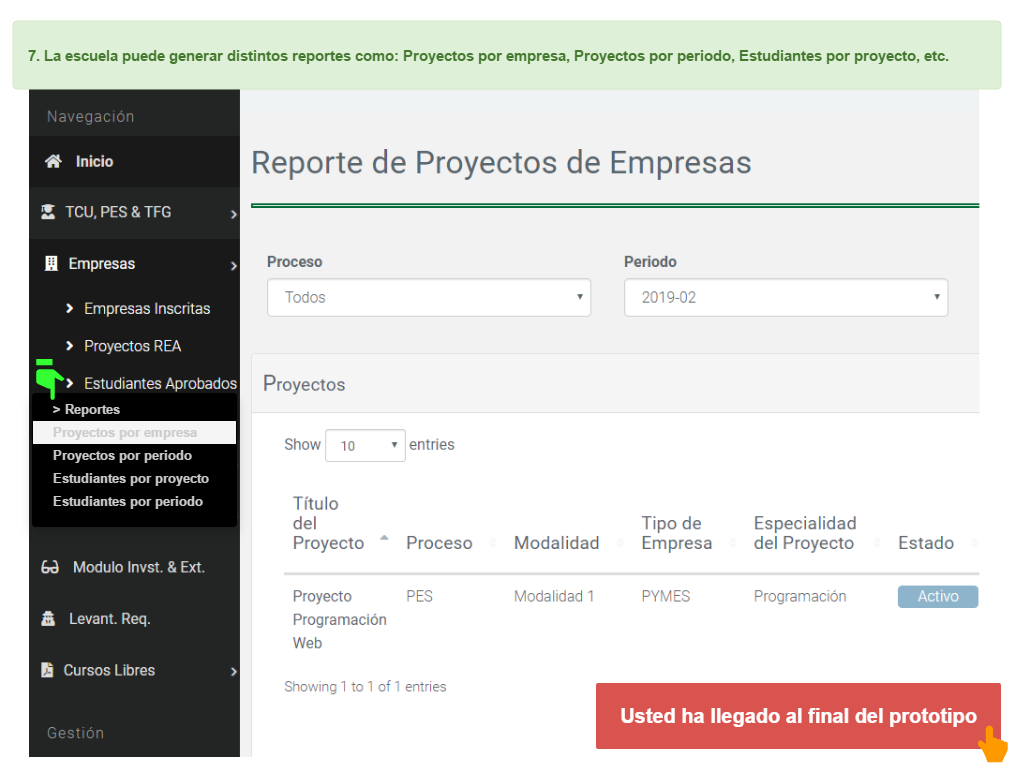 7. La escuela puede generar distintos reportes como: Proyectos por empresa, Proyectos por periodo, Estudiantes por proyecto, etc.
Navegación
Inicio
TCU, PES & TFG
Empresas
Empresas Inscritas
Proyectos REA
Estudiantes Aprobados
> Reportes
Proyectos por empresa
Proyectos por periodo
Estudiantes por proyecto
Estudiantes por periodo
Modulo Invst. & Ext.
Levant. Req.
Cursos Libres
Gestión
Reporte de Proyectos de Empresas
Proceso
Todos
Periodo
2019-02
Proyectos
Show 10 entries
Título
del
Proyecto
Proceso
Modalidad
Tipo de
Empresa
Especialidad
del Proyecto
Estado
Proyecto
Programación
Web
PES
Modalidad 1
PYMES
Programación
Activo
Showing 1 to 1 of 1 entries
Usted ha llegado al final del prototipo